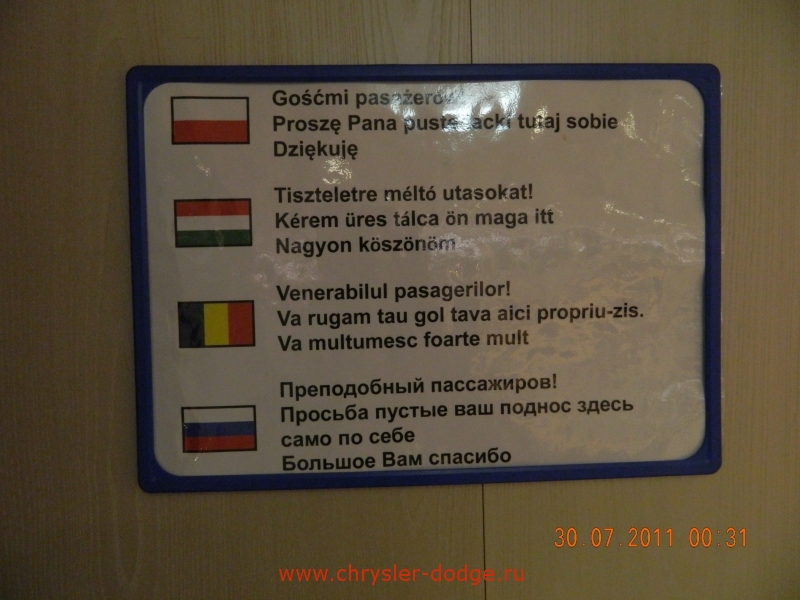 Gośćmi
Proszę Pana tutaj sobie
Dziękuję
Tiszteletre méltó utasokat!
Kérem üres tálca ön maga itt
Nagyon köszönöm
Venerabilul pasagerilor!
Va rugam tau gol tava aici propriu-zis.
Va multumesc foarte mult
Преподобный пассажиров!
Просьба пустые ваш поднос здесь
само по себе
Большое Вам спасибо
30.07.2011 00:31
www.chrysler-dodge.ru